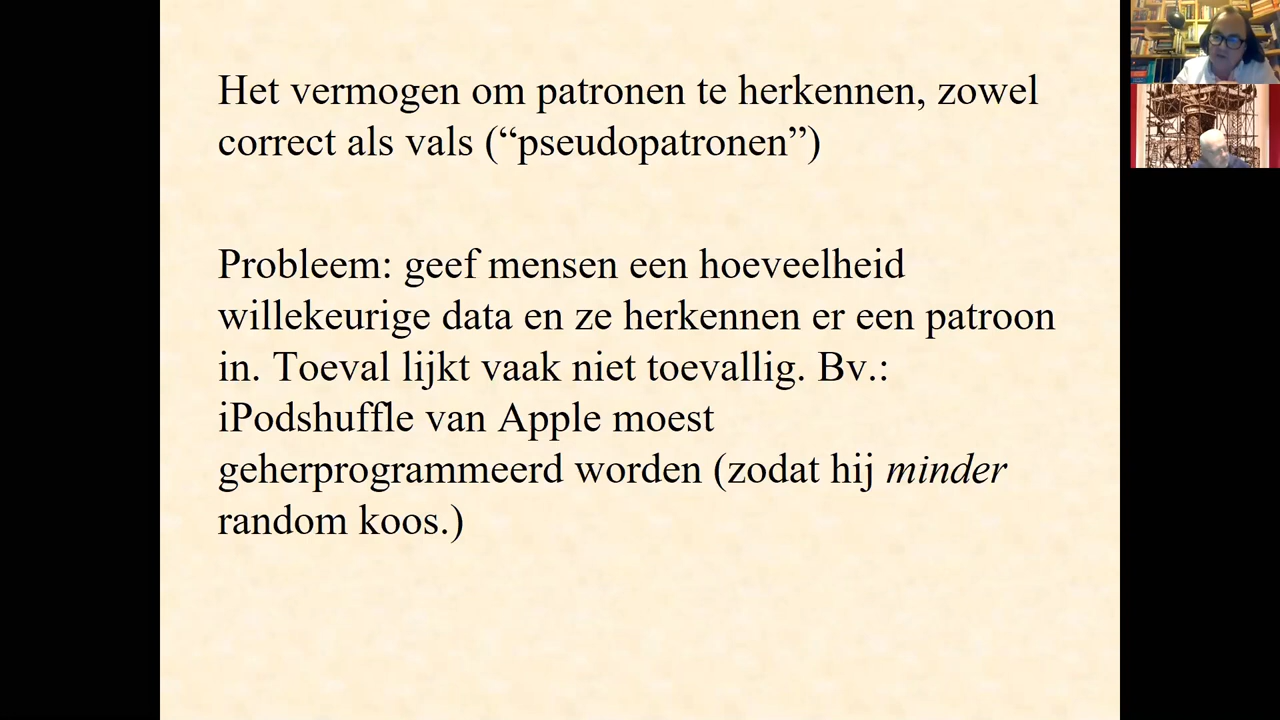 Het vermogen om patronen te herkennen, zowel
correct als vals (“pseudopatronen”)
Probleem: geef mensen een hoeveelheid
willekeurige data en ze herkennen er een patroon
in. Toeval lijkt vaak niet toevallig. Bv.:
iPodshuffle van Apple moest
geherprogrammeerd worden (zodat hij minder
random koos.)